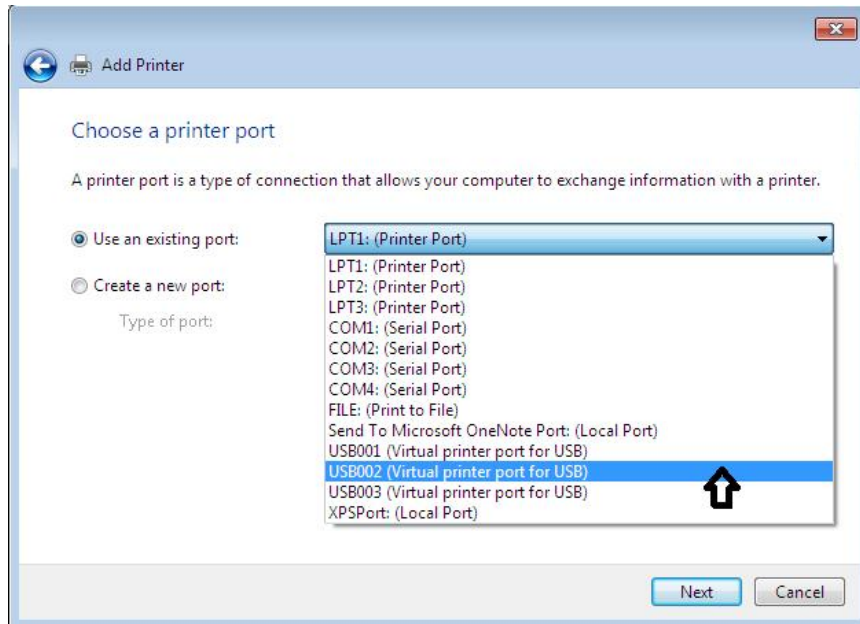 Add Printer
Choose a printer port
A printer port is a type of connection that allows your computer to exchange information with a printer.
Use an existing port:
LPT1: (Printer Port)
LPT1: (Printer Port)
LPT2: (Printer Port)
LPT3: (Printer Port)
COM1: (Serial Port)
COM2: (Serial Port)
COM3: (Serial Port)
COM4: (Serial Port)
FILE: (Print to File)
Send To Microsoft OneNote Port: (Local Port)
USB001 (Virtual printer port for USB)
USB002 (Virtual printer port for USB)
USB003 (Virtual printer port for USB)
XPSPort: (Local Port)
Create a new port:
Type of port:
Next
Cancel